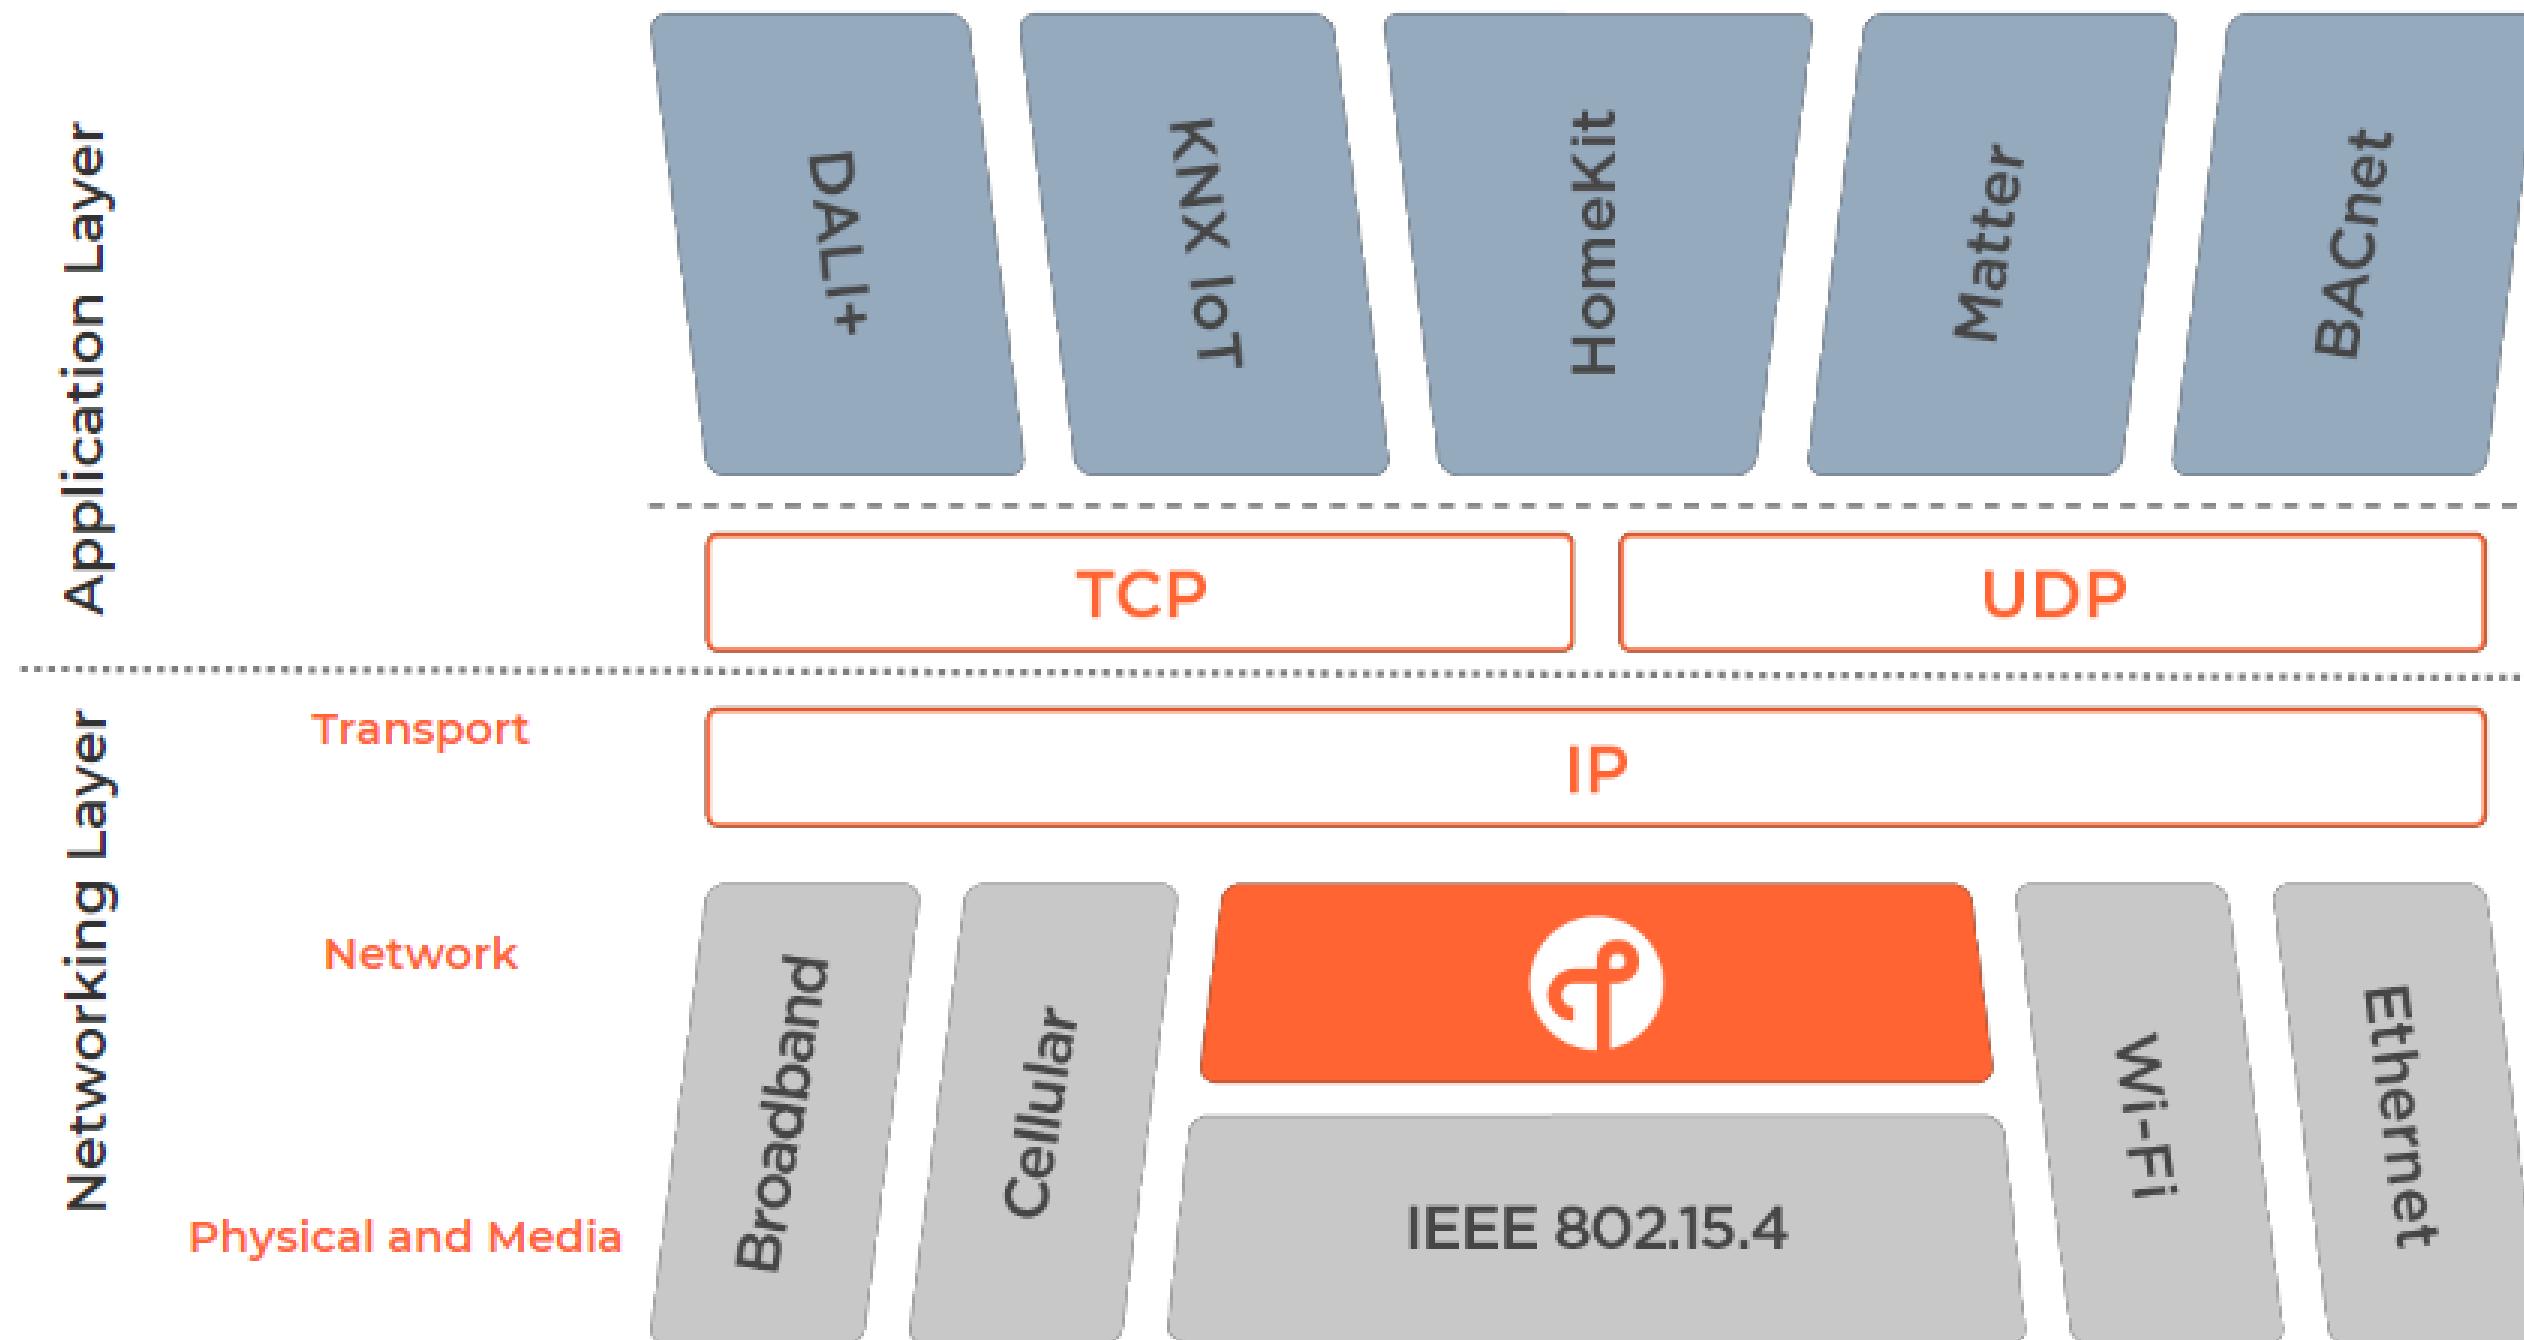 Application Layer
DALI+
KNX IoT
HomeKit
Matter
BACnet
TCP
UDP
Networking Layer
Transport
IP
Network
Physical and Media
Broadband
Cellular
IEEE 802.15.4
Wi-Fi
Ethernet